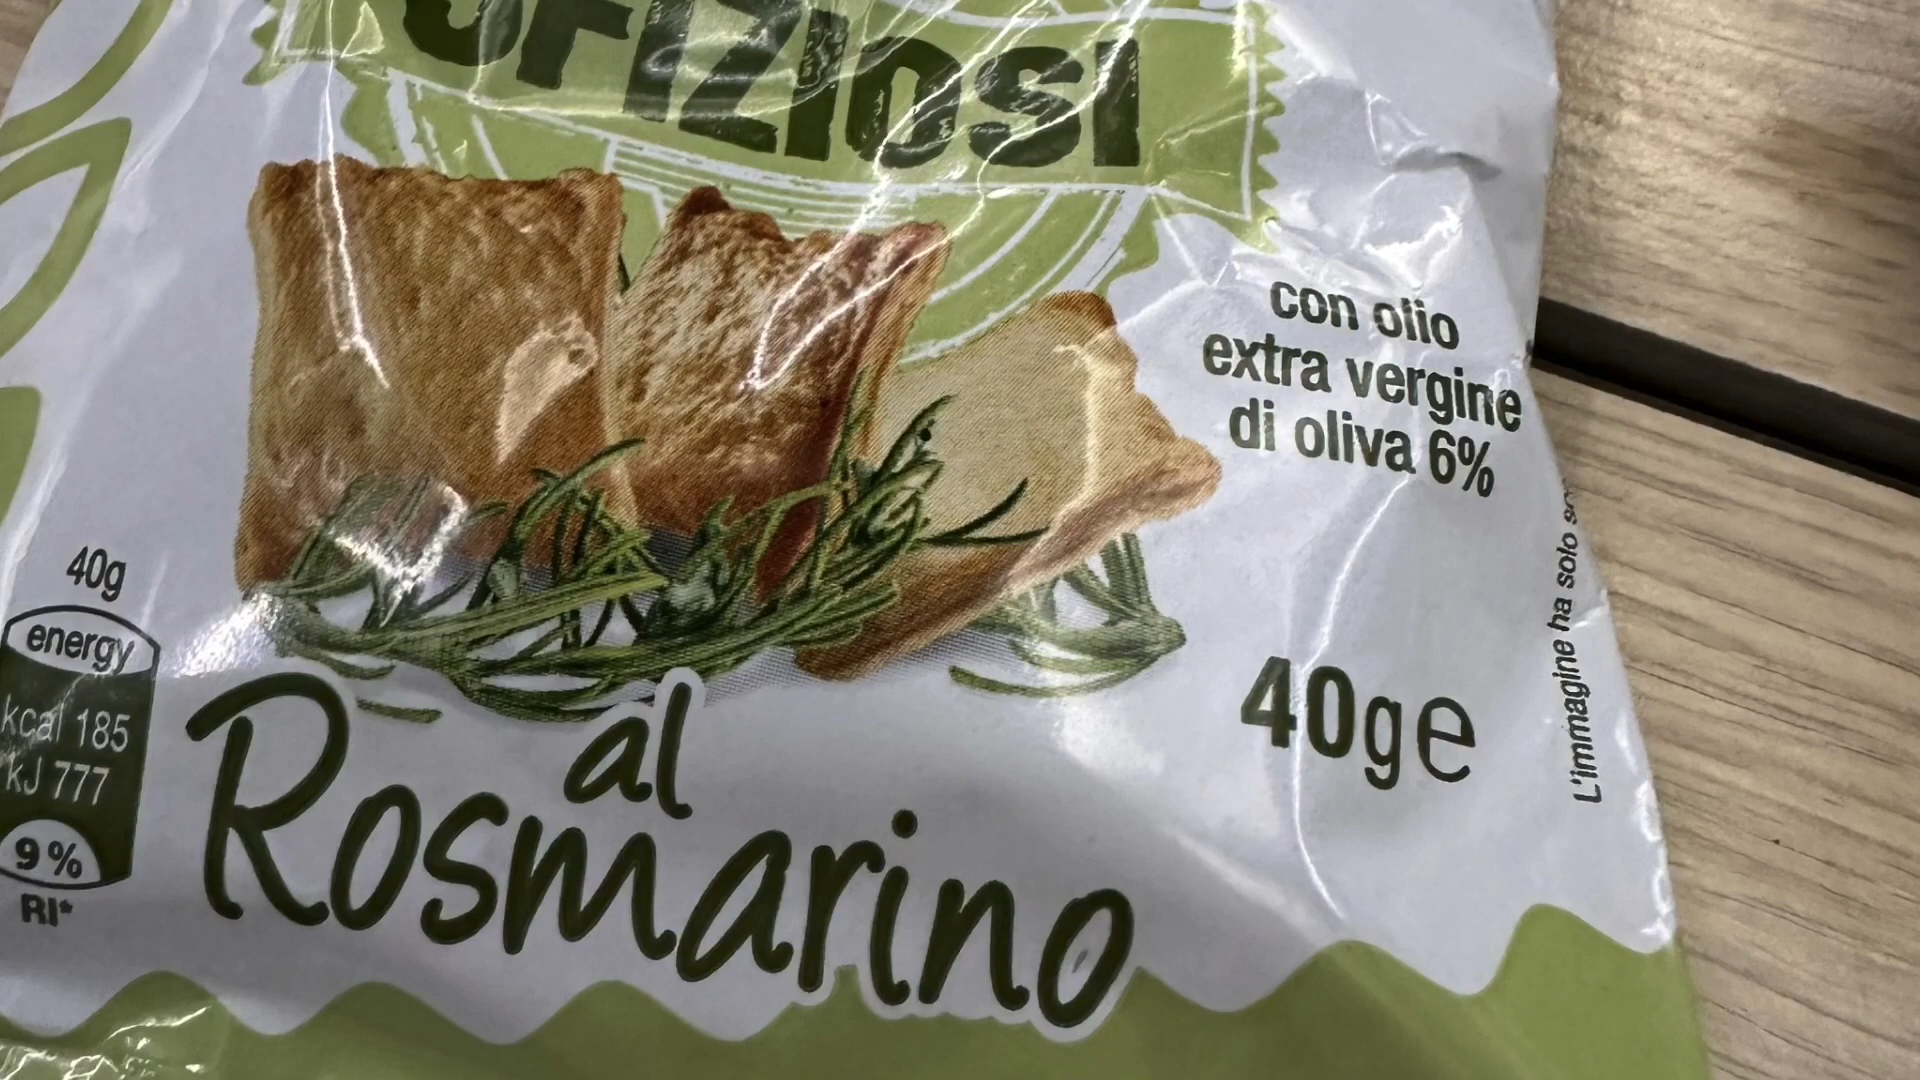 con olio
extra vergine
di oliva 6%
40g
energy
kcal 185
kJ 777
9%
RI*
al
Rosmarino
40g e
L'immagine ha solo